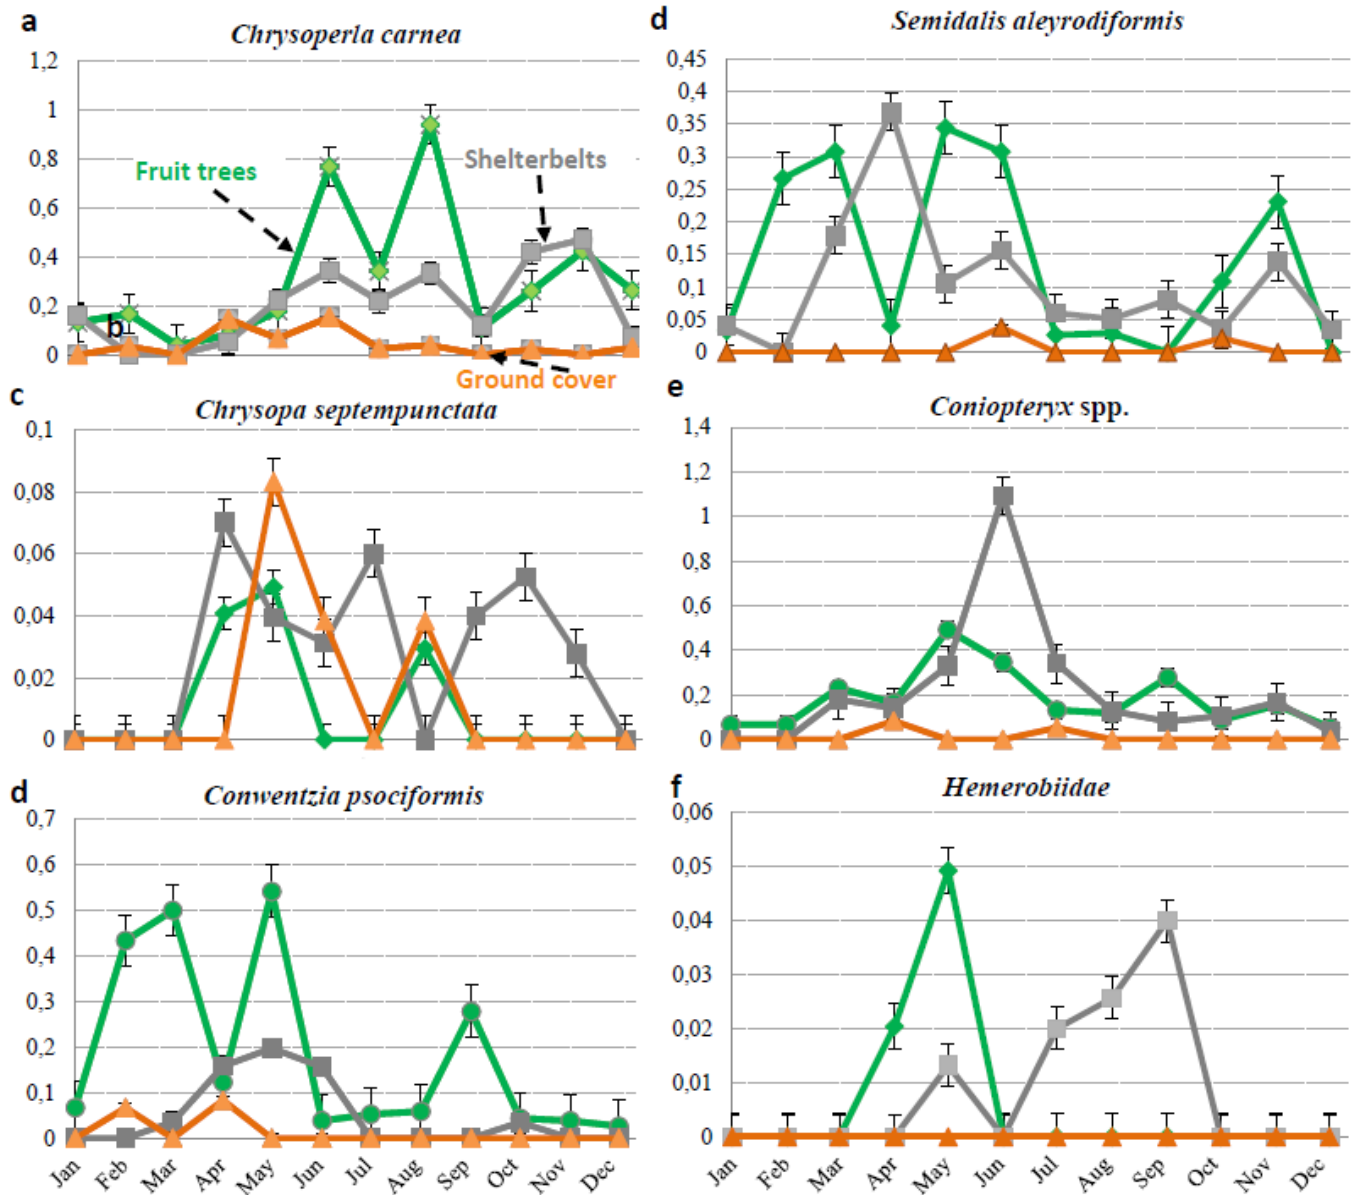 a
Chrysoperla carnea
1,2
1
0,8
0,6
0,4
0,2
0
Fruit trees
Shelterbelts
b
Ground cover
d
Semidalis aleyrodiformis
0,45
0,4
0,35
0,3
0,25
0,2
0,15
0,1
0,05
0
c
Chrysopa septempunctata
0,1
0,08
0,06
0,04
0,02
0
e
Coniopteryx spp.
1,4
1,2
1
0,8
0,6
0,4
0,2
0
d
Conwentzia psociformis
0,7
0,6
0,5
0,4
0,3
0,2
0,1
0
Jan Feb Mar Apr May Jun Jul Aug Sep Oct Nov Dec
f
Hemerobiidae
0,06
0,05
0,04
0,03
0,02
0,01
0
Jan Feb Mar Apr May Jun Jul Aug Sep Oct Nov Dec